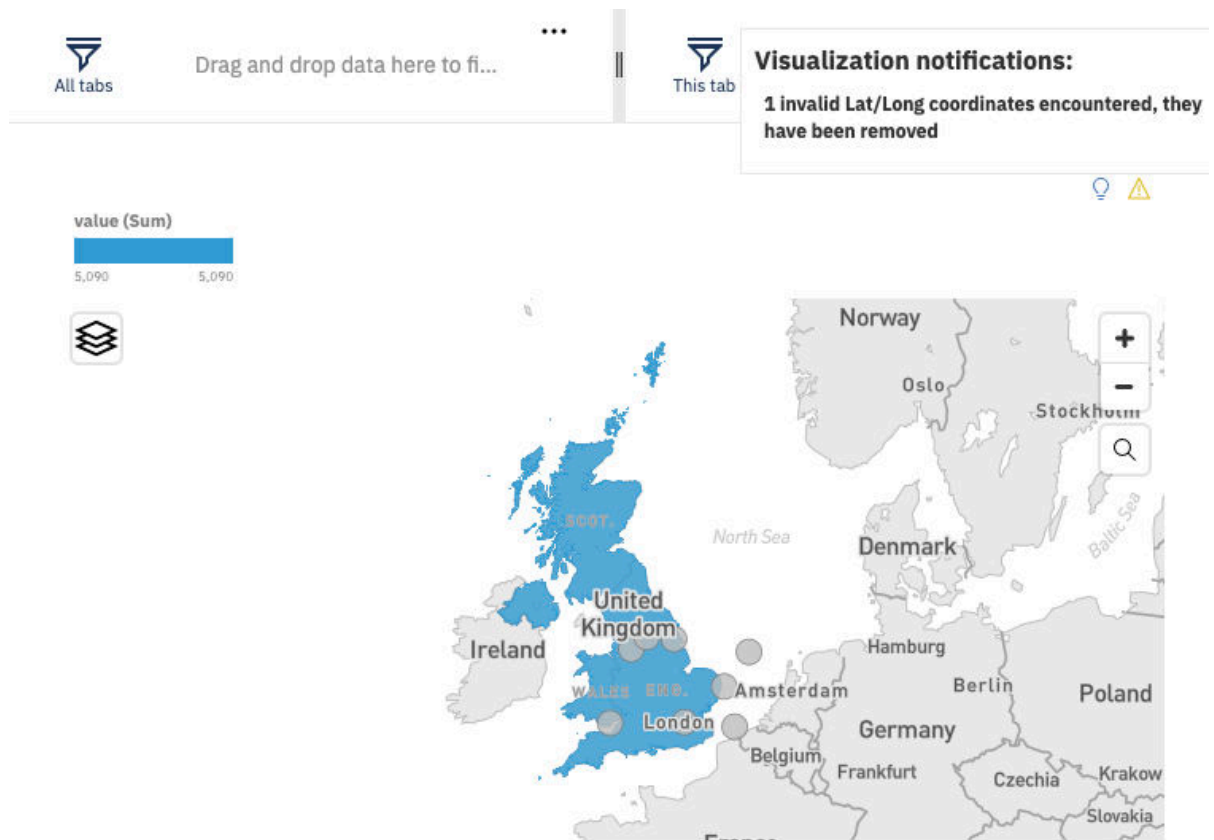 All tabs
Drag and drop data here to fi...
This tab
Visualization notifications:
1 invalid Lat/Long coordinates encountered, they
have been removed
value (Sum)
5,090
5,090
Norway
Oslo
Stockholm
SCOT.
North Sea
Baltic Sea
Denmark
United
Kingdom
Ireland
Hamburg
WALES
ENG.
Amsterdam
Berlin
Poland
London
Germany
Belgium
Frankfurt
Czechia
Krakow
Slovakia
France